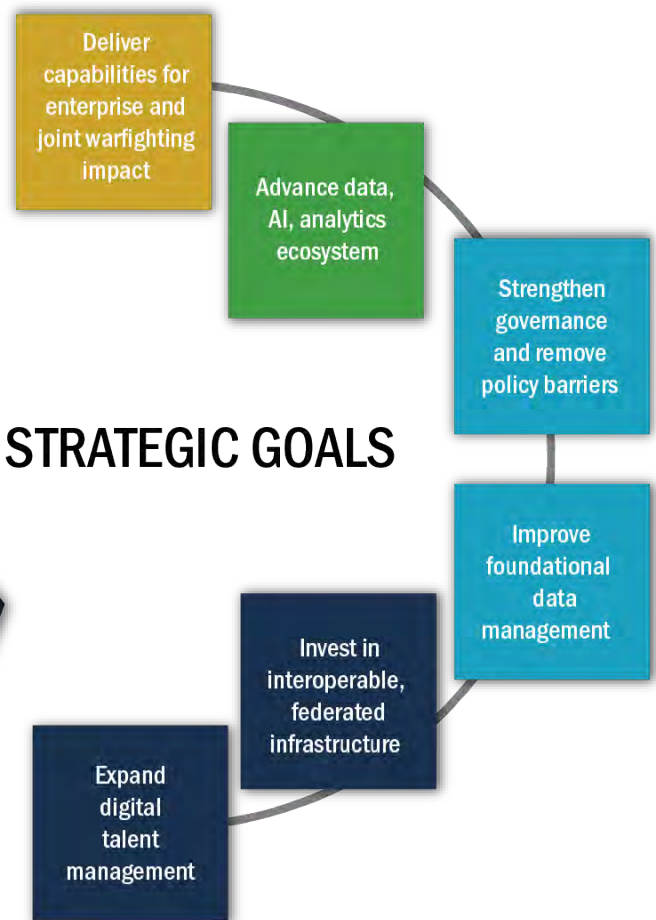 Deliver
capabilities for
enterprise and
joint warfighting
impact
Advance data,
AI, analytics
ecosystem
Strengthen
governance
and remove
policy barriers
STRATEGIC GOALS
Improve
foundational
data
management
Invest in
interoperable,
federated
infrastructure
Expand
digital
talent
management